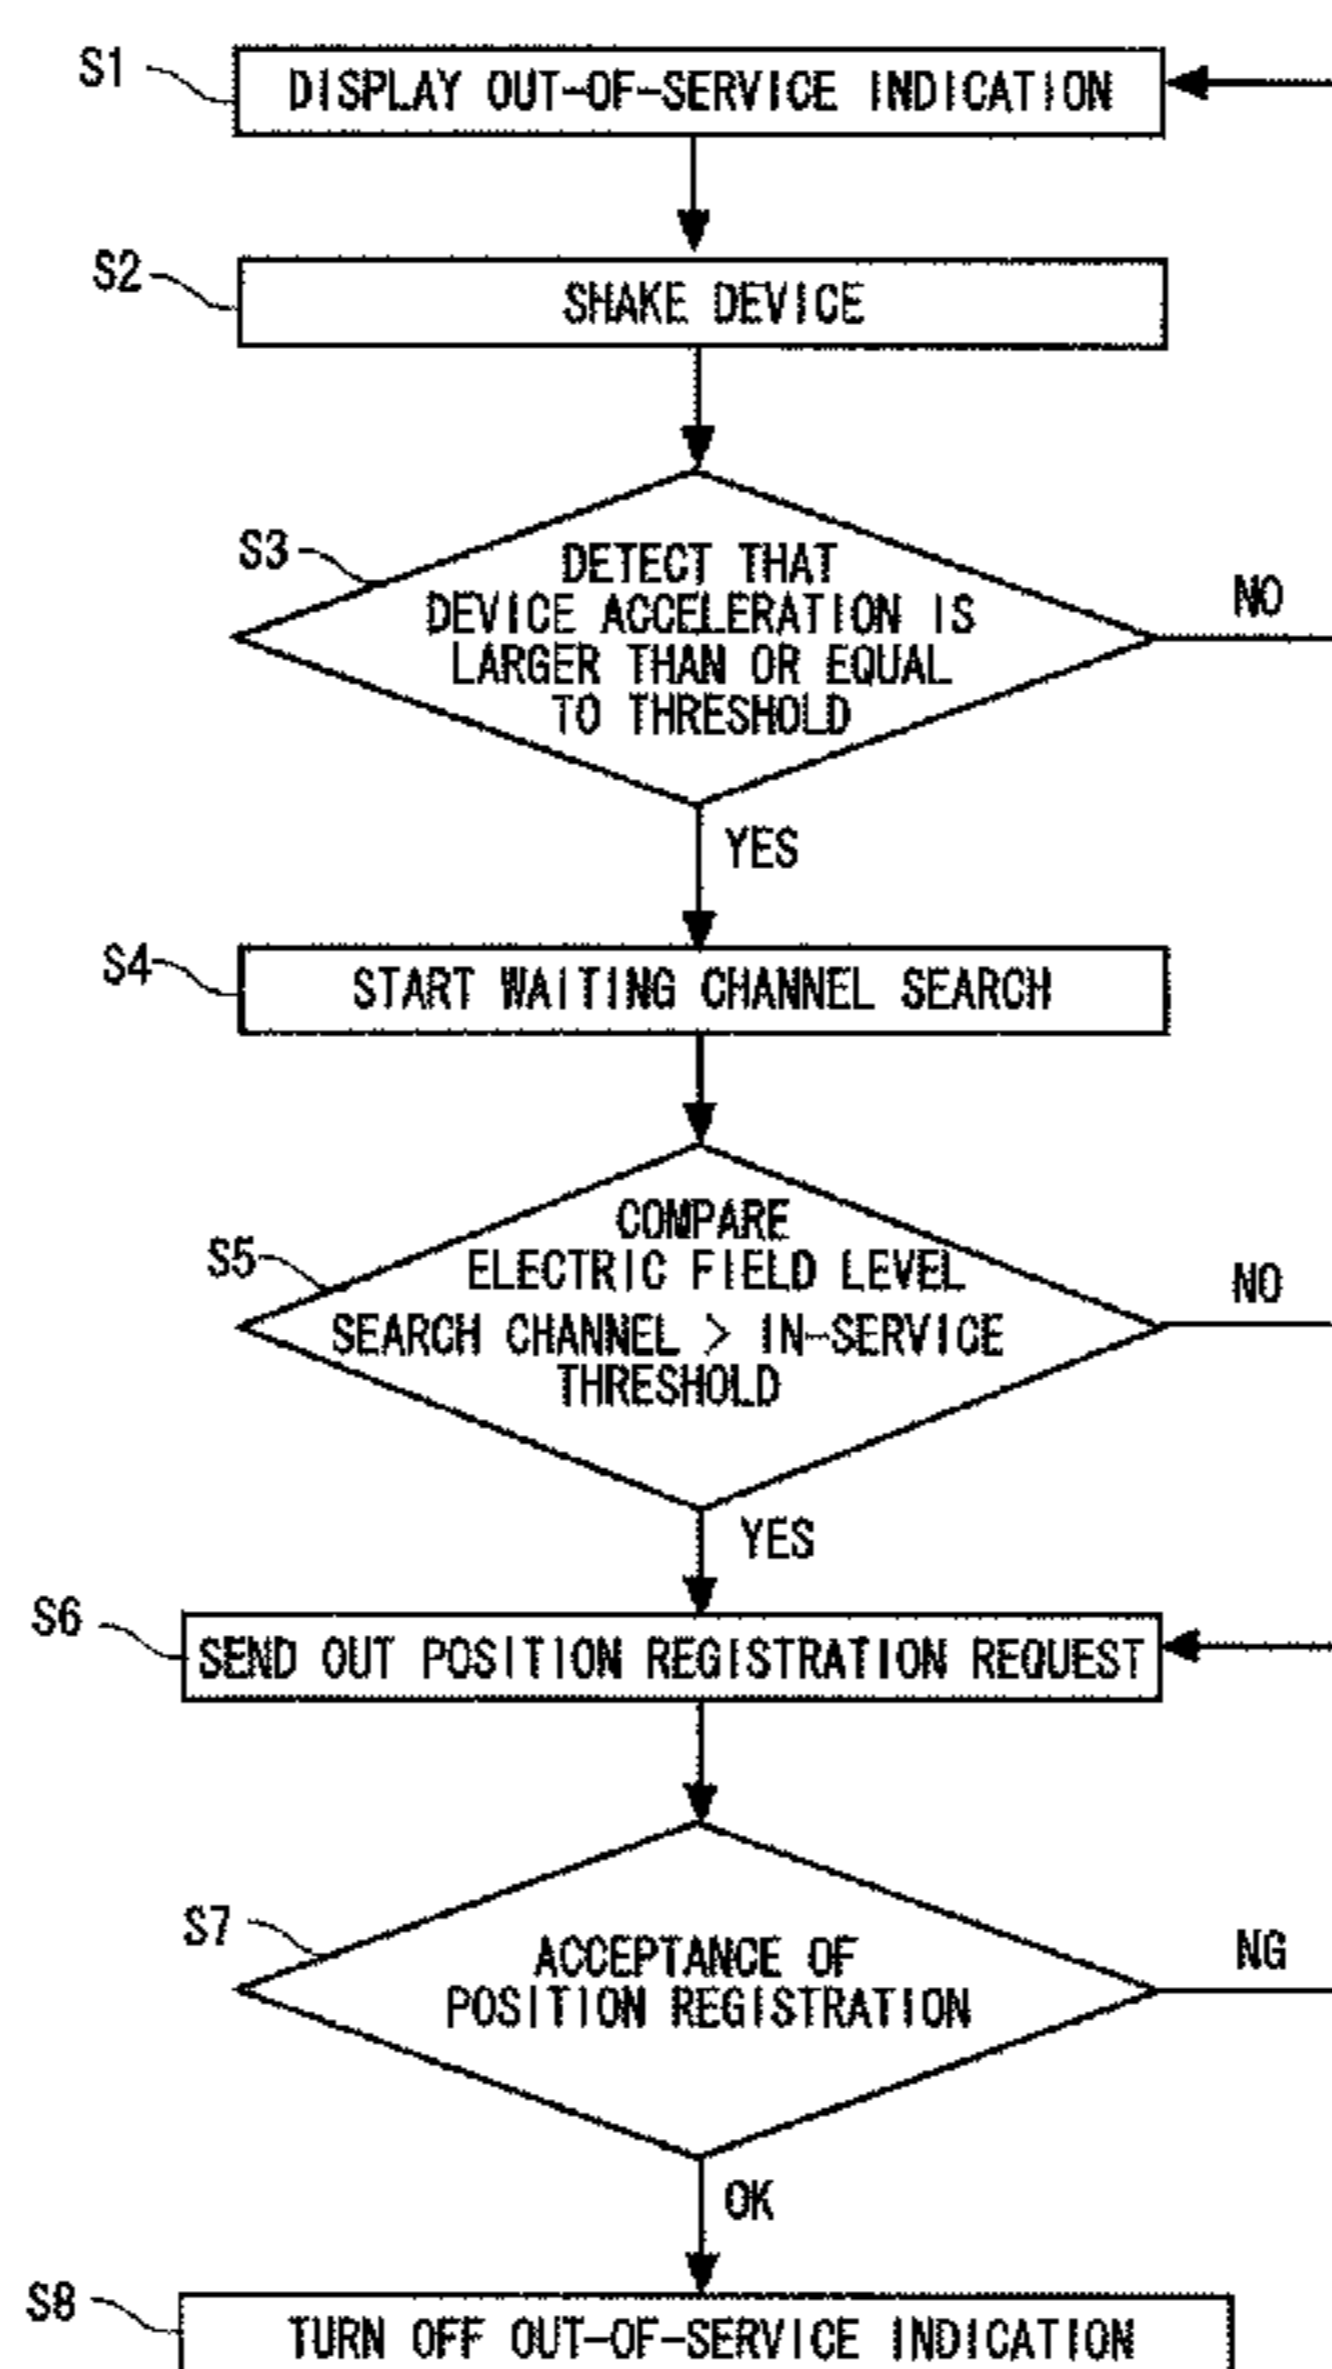 S1
DISPLAY OUT-OF-SERVICE INDICATION
S2
SHAKE DEVICE
S3
DETECT THAT
DEVICE ACCELERATION IS
LARGER THAN OR EQUAL
TO THRESHOLD
NO
YES
S4
START WAITING CHANNEL SEARCH
S5
COMPARE
ELECTRIC FIELD LEVEL
SEARCH CHANNEL > IN-SERVICE
THRESHOLD
NO
YES
S6
SEND OUT POSITION REGISTRATION REQUEST
S7
ACCEPTANCE OF
POSITION REGISTRATION
NG
OK
S8
TURN OFF OUT-OF-SERVICE INDICATION